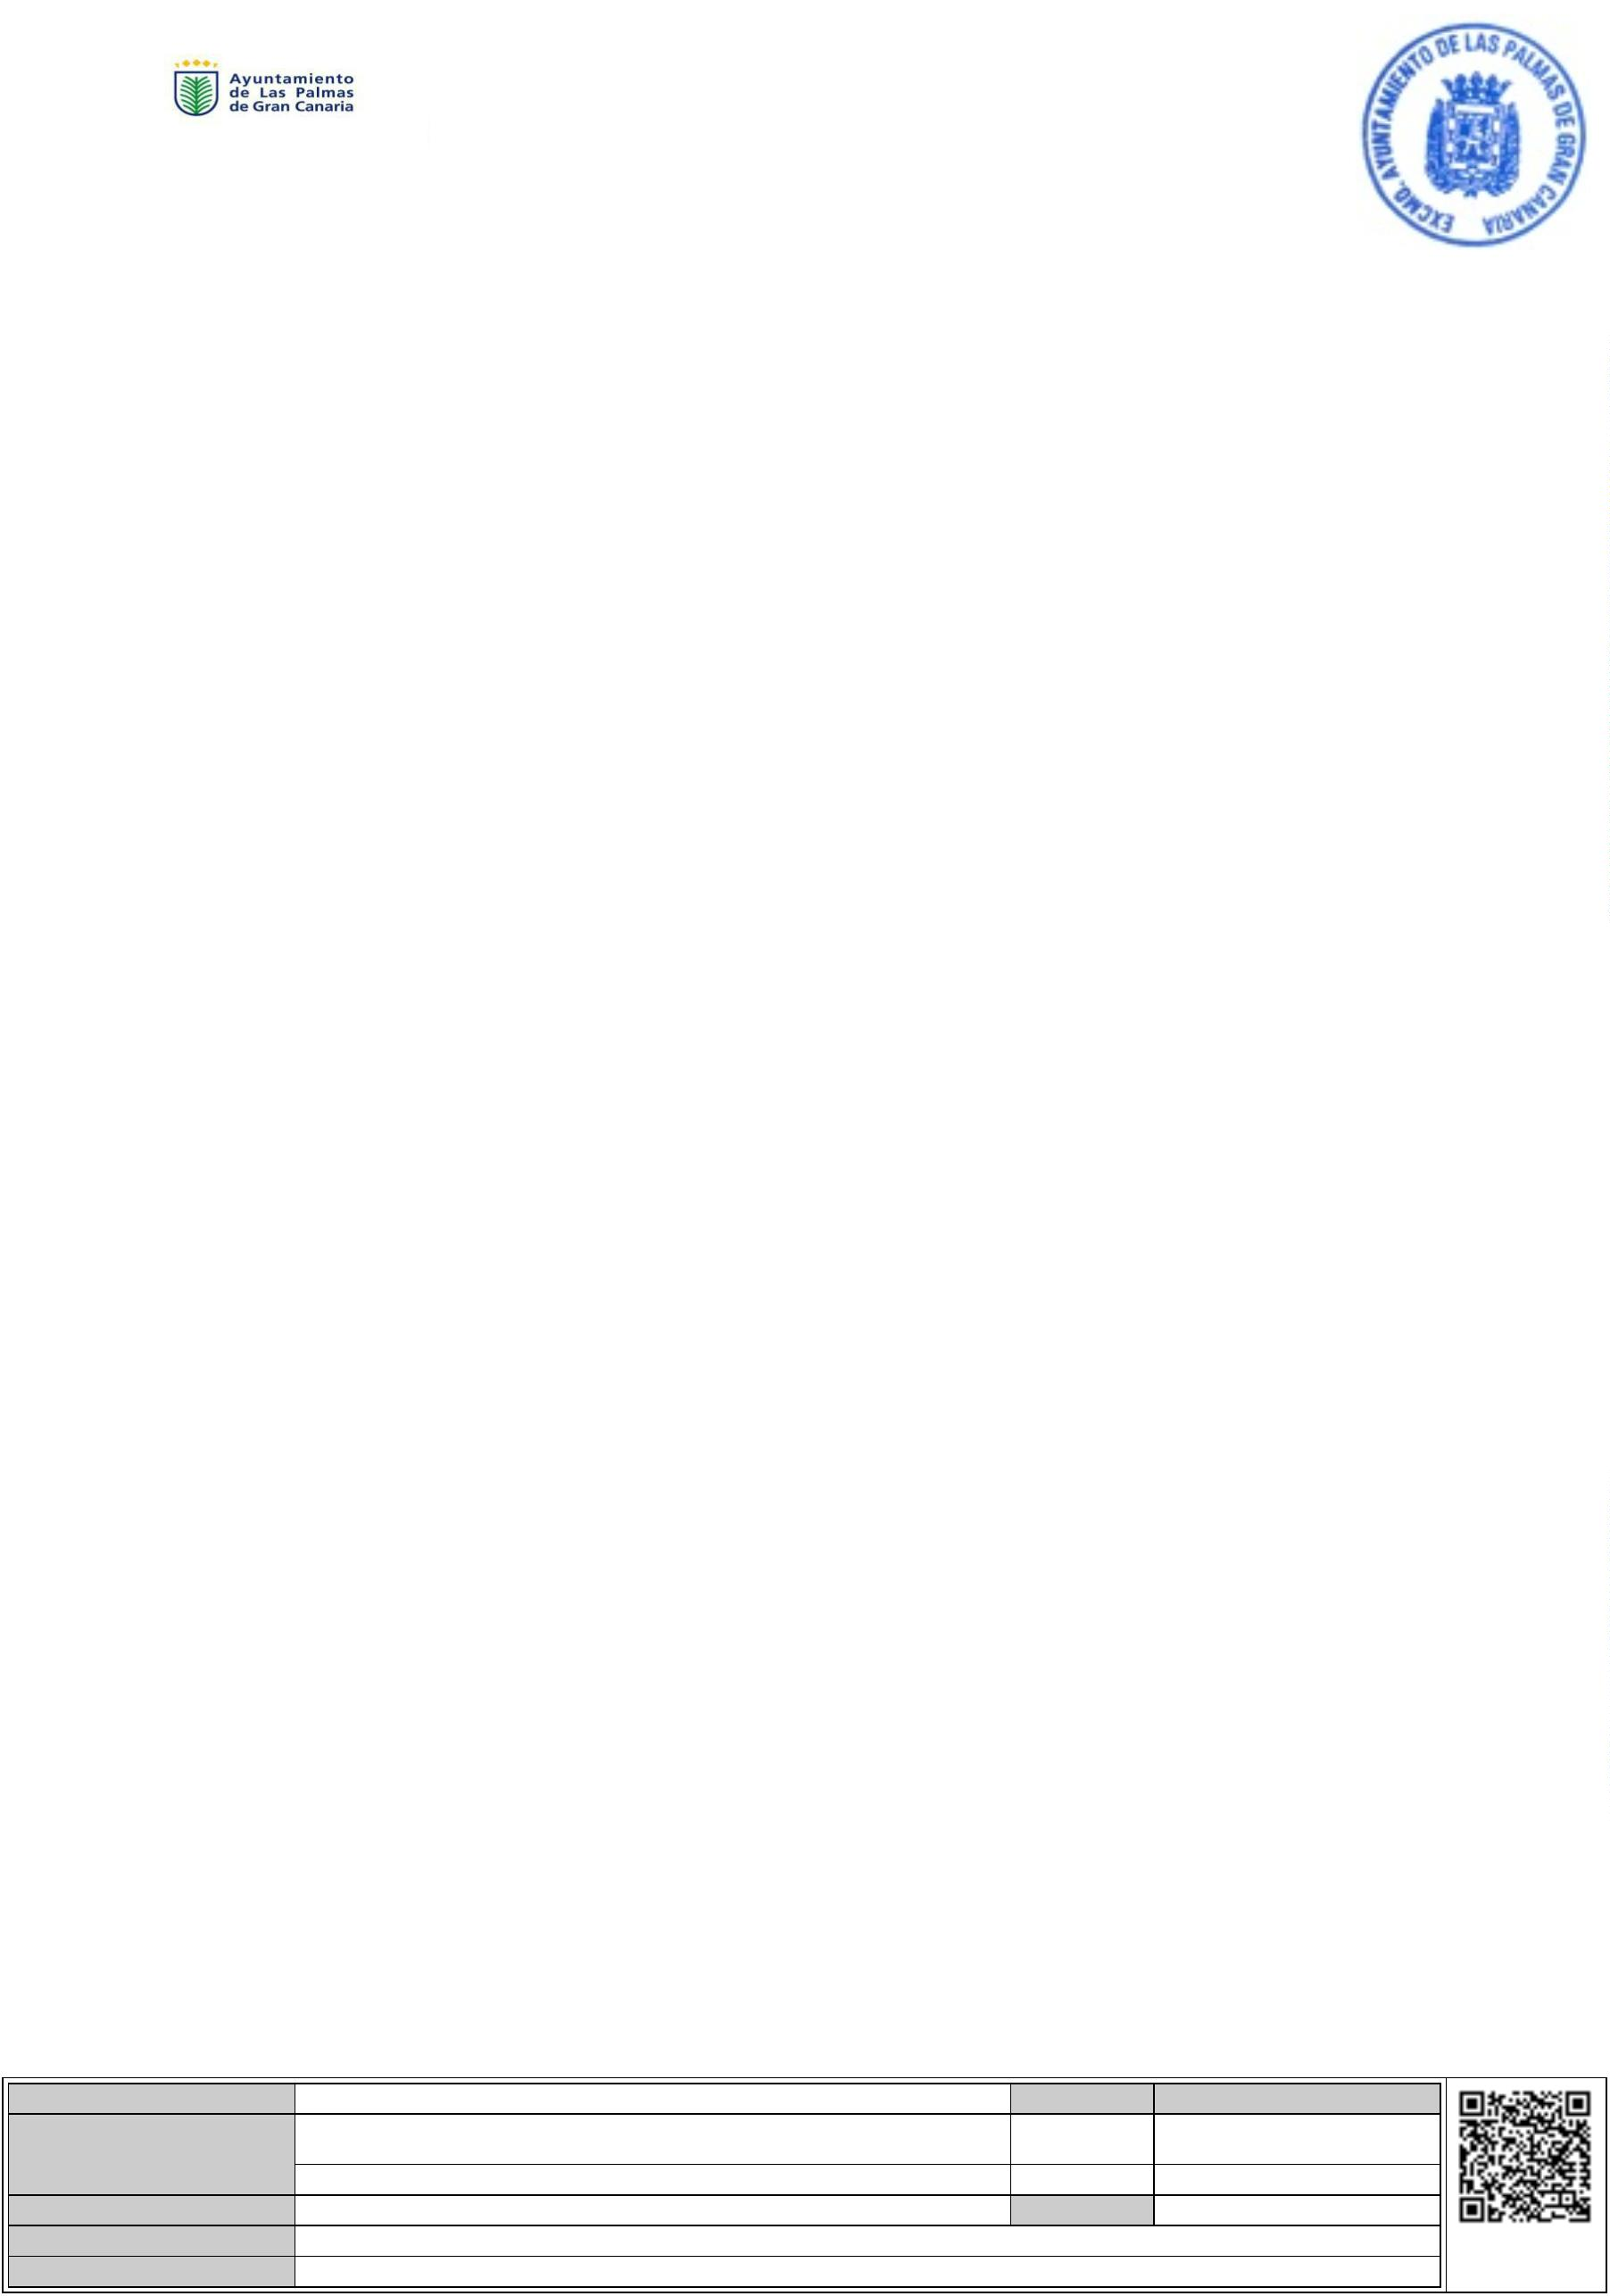 Ayuntamiento
de Las Palmas
de Gran Canaria
EXCMO. AYUNTAMIENTO DE LAS PALMAS DE GRAN CANARIA